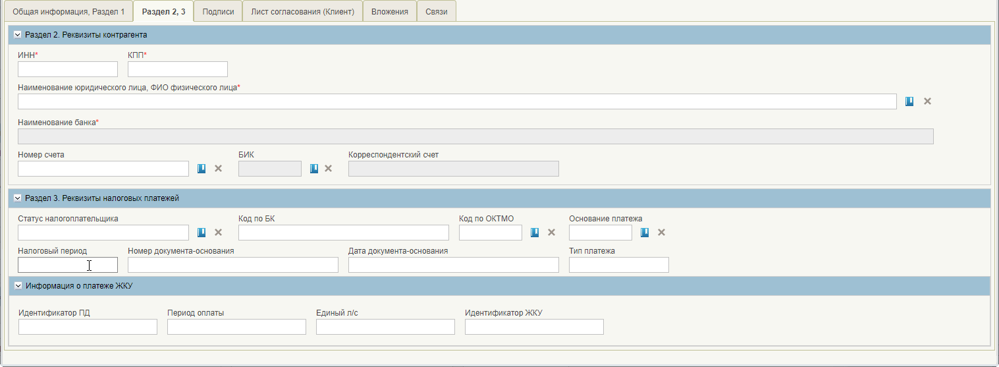 Общая информация, Раздел 1 Раздел 2, 3 Подписи Лист согласования (Клиент) Вложения Связи
Раздел 2. Реквизиты контрагента
ИНН* КПП*
Наименование юридического лица, ФИО физического лица*
Наименование банка*
Номер счета БИК Корреспондентский счет
Раздел 3. Реквизиты налоговых платежей
Статус налогоплательщика Код по БК Код по ОКТМО Основание платежа
Налоговый период Номер документа-основания Дата документа-основания Тип платежа
Информация о платеже ЖКУ
Идентификатор ПД Период оплаты Единый л/с Идентификатор ЖКУ